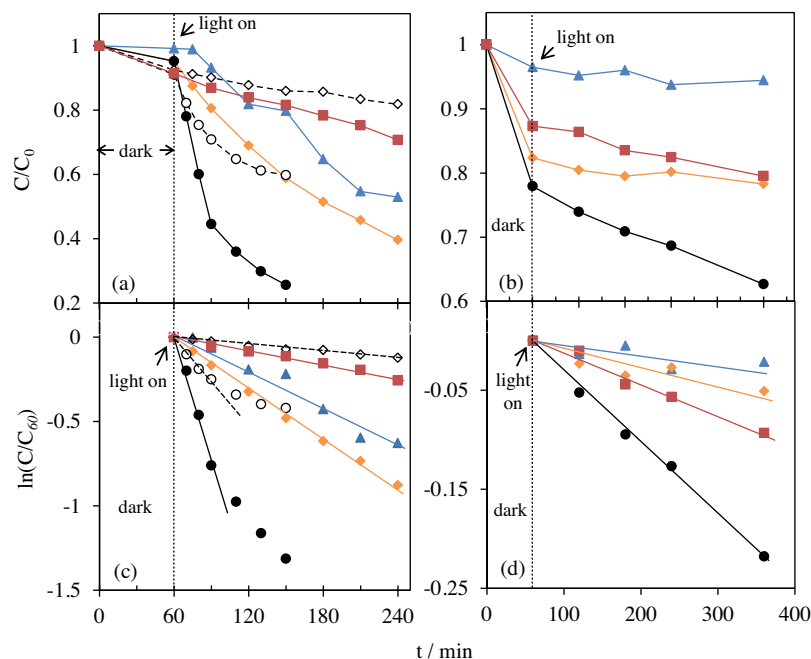 light on
1
0.8
0.6
0.4
0.2
C/C0
dark
(a)
1
0.9
0.8
0.7
0.6
light on
dark
(b)
0
-0.5
-1
-1.5
ln(C/C60)
light on
dark
(c)
0 60 120 180 240
-0.05
-0.15
-0.25
light
on
dark
(d)
0 100 200 300 400
t / min